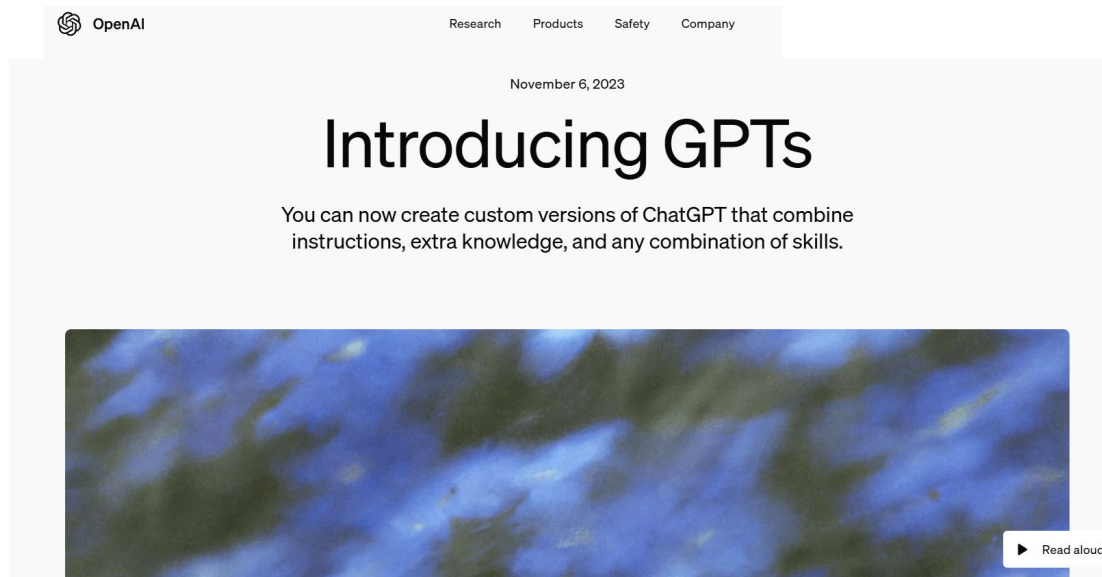 OpenAI
Research Products Safety Company
November 6, 2023
Introducing GPTs
You can now create custom versions of ChatGPT that combine
instructions, extra knowledge, and any combination of skills.
Read aloud